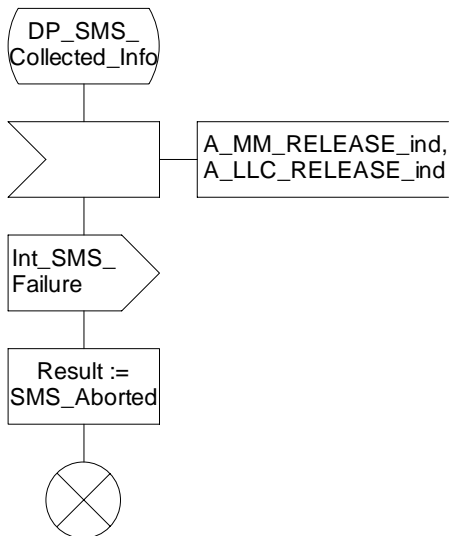 DP_SMS_
Collected_Info
A_MM_RELEASE_ind,
A_LLC_RELEASE_ind
Int_SMS_
Failure
Result :=
SMS_Aborted